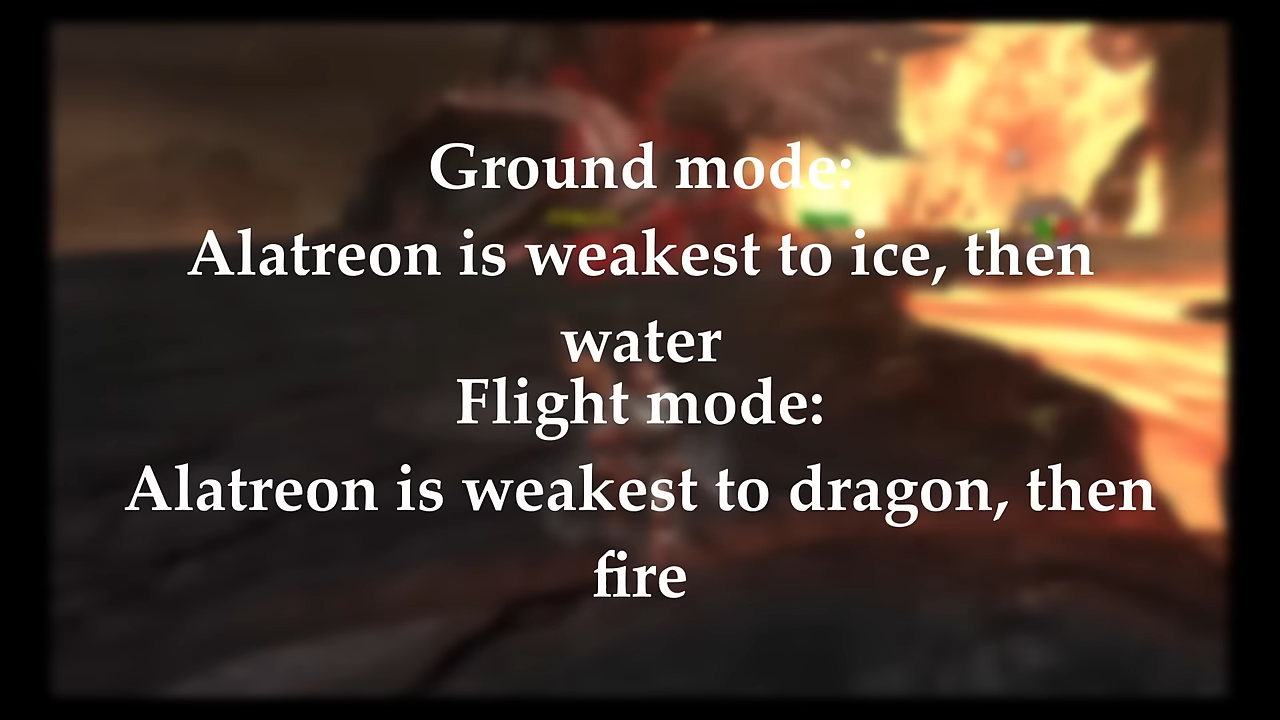 Ground mode:
Alatreon is weakest to ice, then
water
Flight mode:
Alatreon is weakest to dragon, then
fire